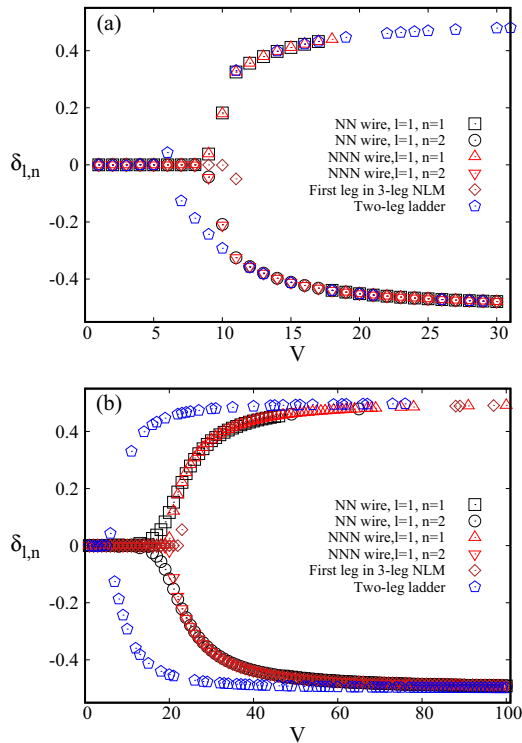 (a)
0.4
0.2
0
-0.2
-0.4
δl,n
NN wire, l=1, n=1
NN wire, l=1, n=2
NNN wire,l=1, n=1
NNN wire,l=1, n=2
First leg in 3-leg NLM
Two-leg ladder
0 5 10 15 20 25 30
V
(b)
0.4
0.2
0
-0.2
-0.4
δl,n
NN wire, l=1, n=1
NN wire, l=1, n=2
NNN wire,l=1, n=1
NNN wire,l=1, n=2
First leg in 3-leg NLM
Two-leg ladder
0 20 40 60 80 100
V